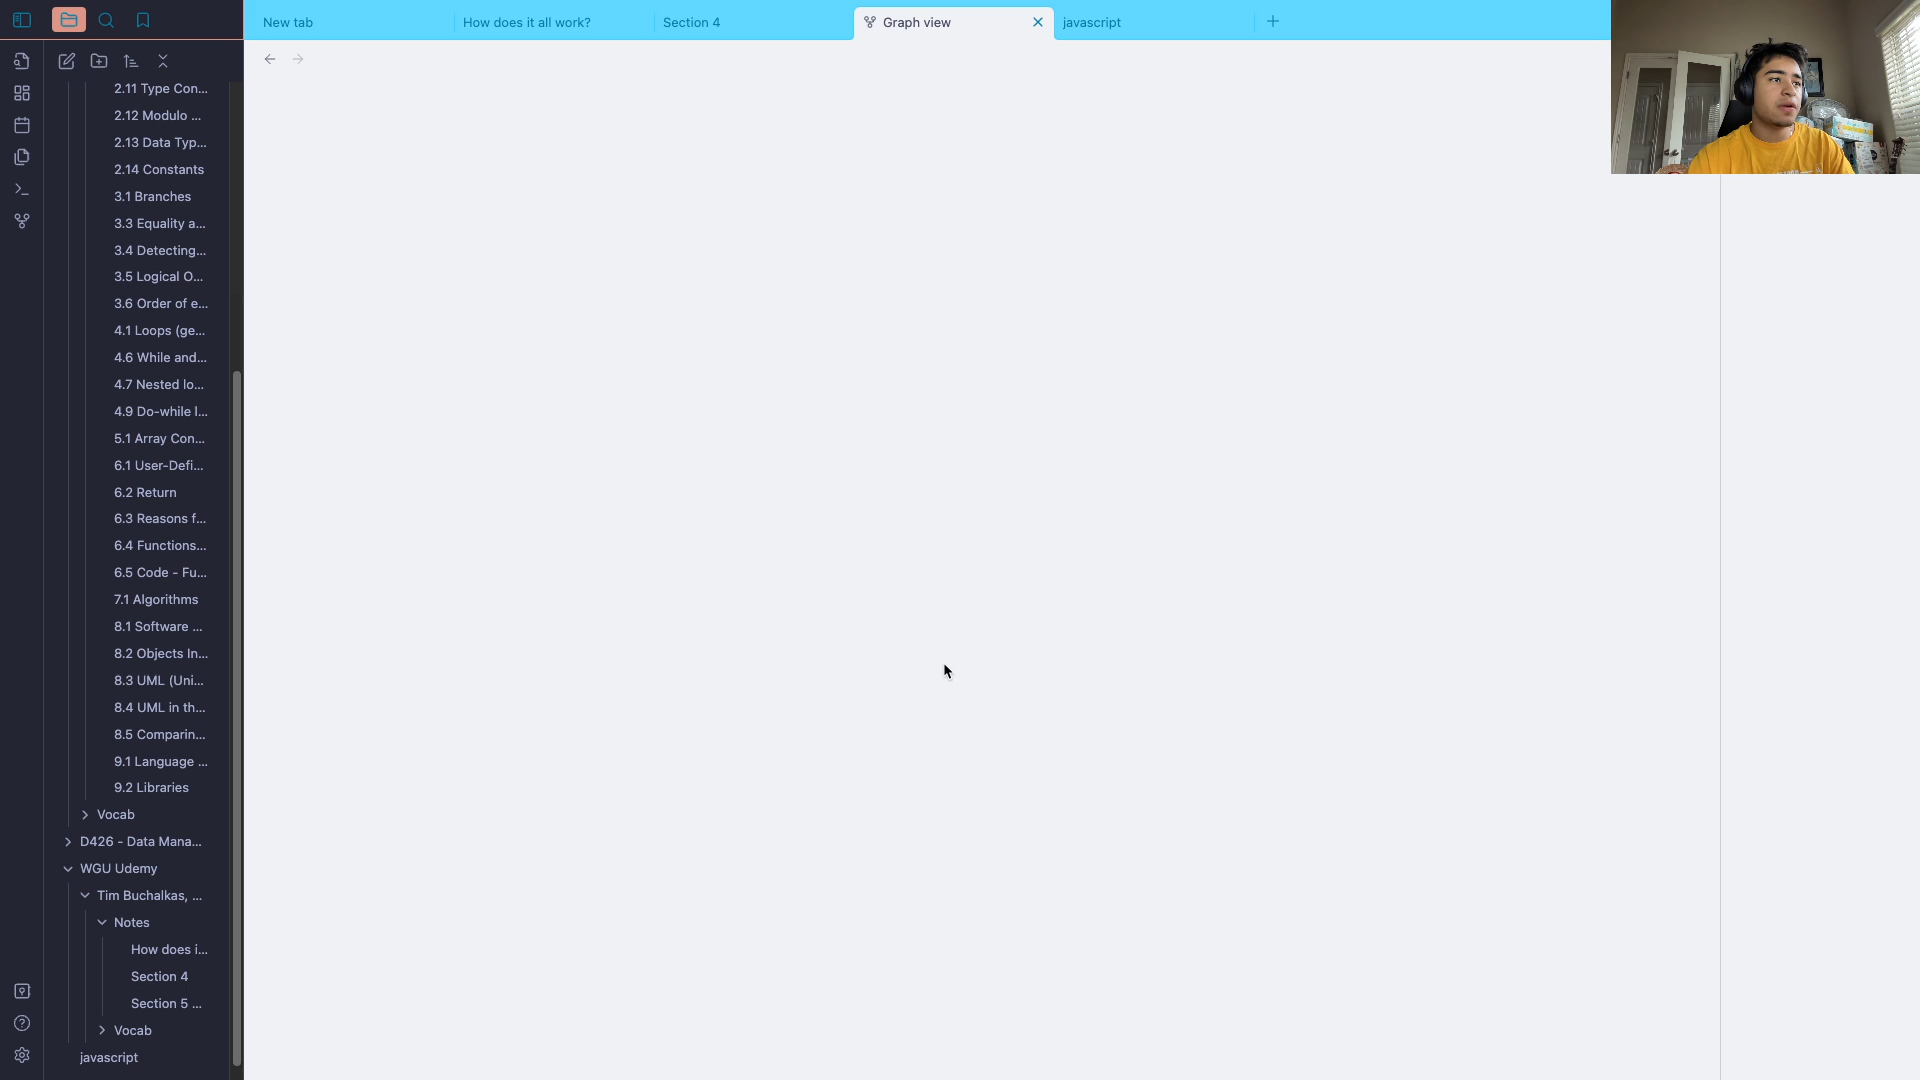 New tab
How does it all work?
Section 4
Graph view
javascript
2.11 Type Con...
2.12 Modulo ...
2.13 Data Typ...
2.14 Constants
3.1 Branches
3.3 Equality a...
3.4 Detecting...
3.5 Logical O...
3.6 Order of e...
4.1 Loops (ge...
4.6 While and...
4.7 Nested lo...
4.9 Do-while l...
5.1 Array Con...
6.1 User-Defi...
6.2 Return
6.3 Reasons f...
6.4 Functions...
6.5 Code - Fu...
7.1 Algorithms
8.1 Software ...
8.2 Objects In...
8.3 UML (Uni...
8.4 UML in th...
8.5 Comparin...
9.1 Language ...
9.2 Libraries
Vocab
D426 - Data Mana...
WGU Udemy
Tim Buchalkas, ...
Notes
How does i...
Section 4
Section 5 ...
Vocab
javascript